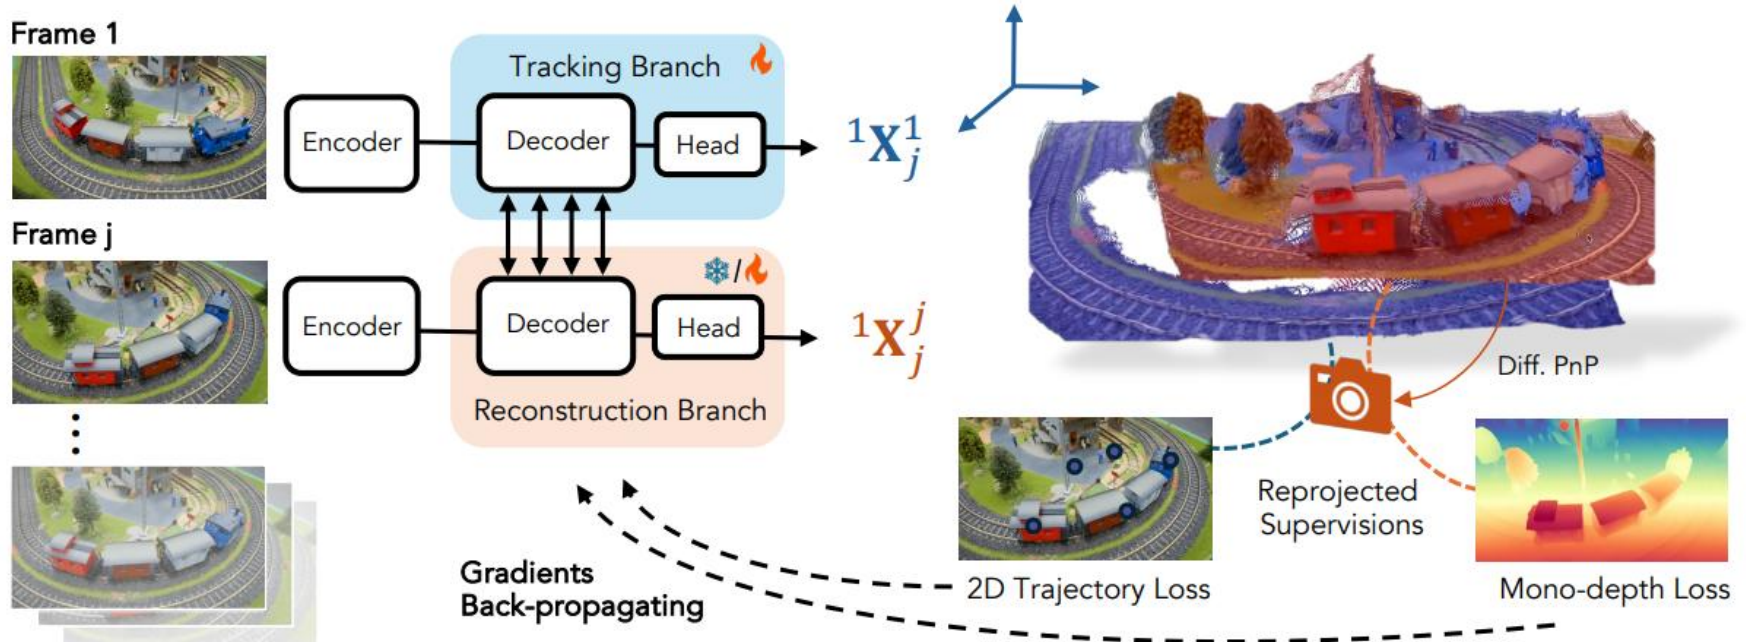 Frame 1
Tracking Branch
Encoder
Decoder
Head
¹X¹ⱼ
Frame j
Encoder
Decoder
Head
¹Xʲⱼ
Reconstruction Branch
/
Diff. PnP
Reprojected
Supervisions
Gradients
Back-propagating
2D Trajectory Loss
Mono-depth Loss